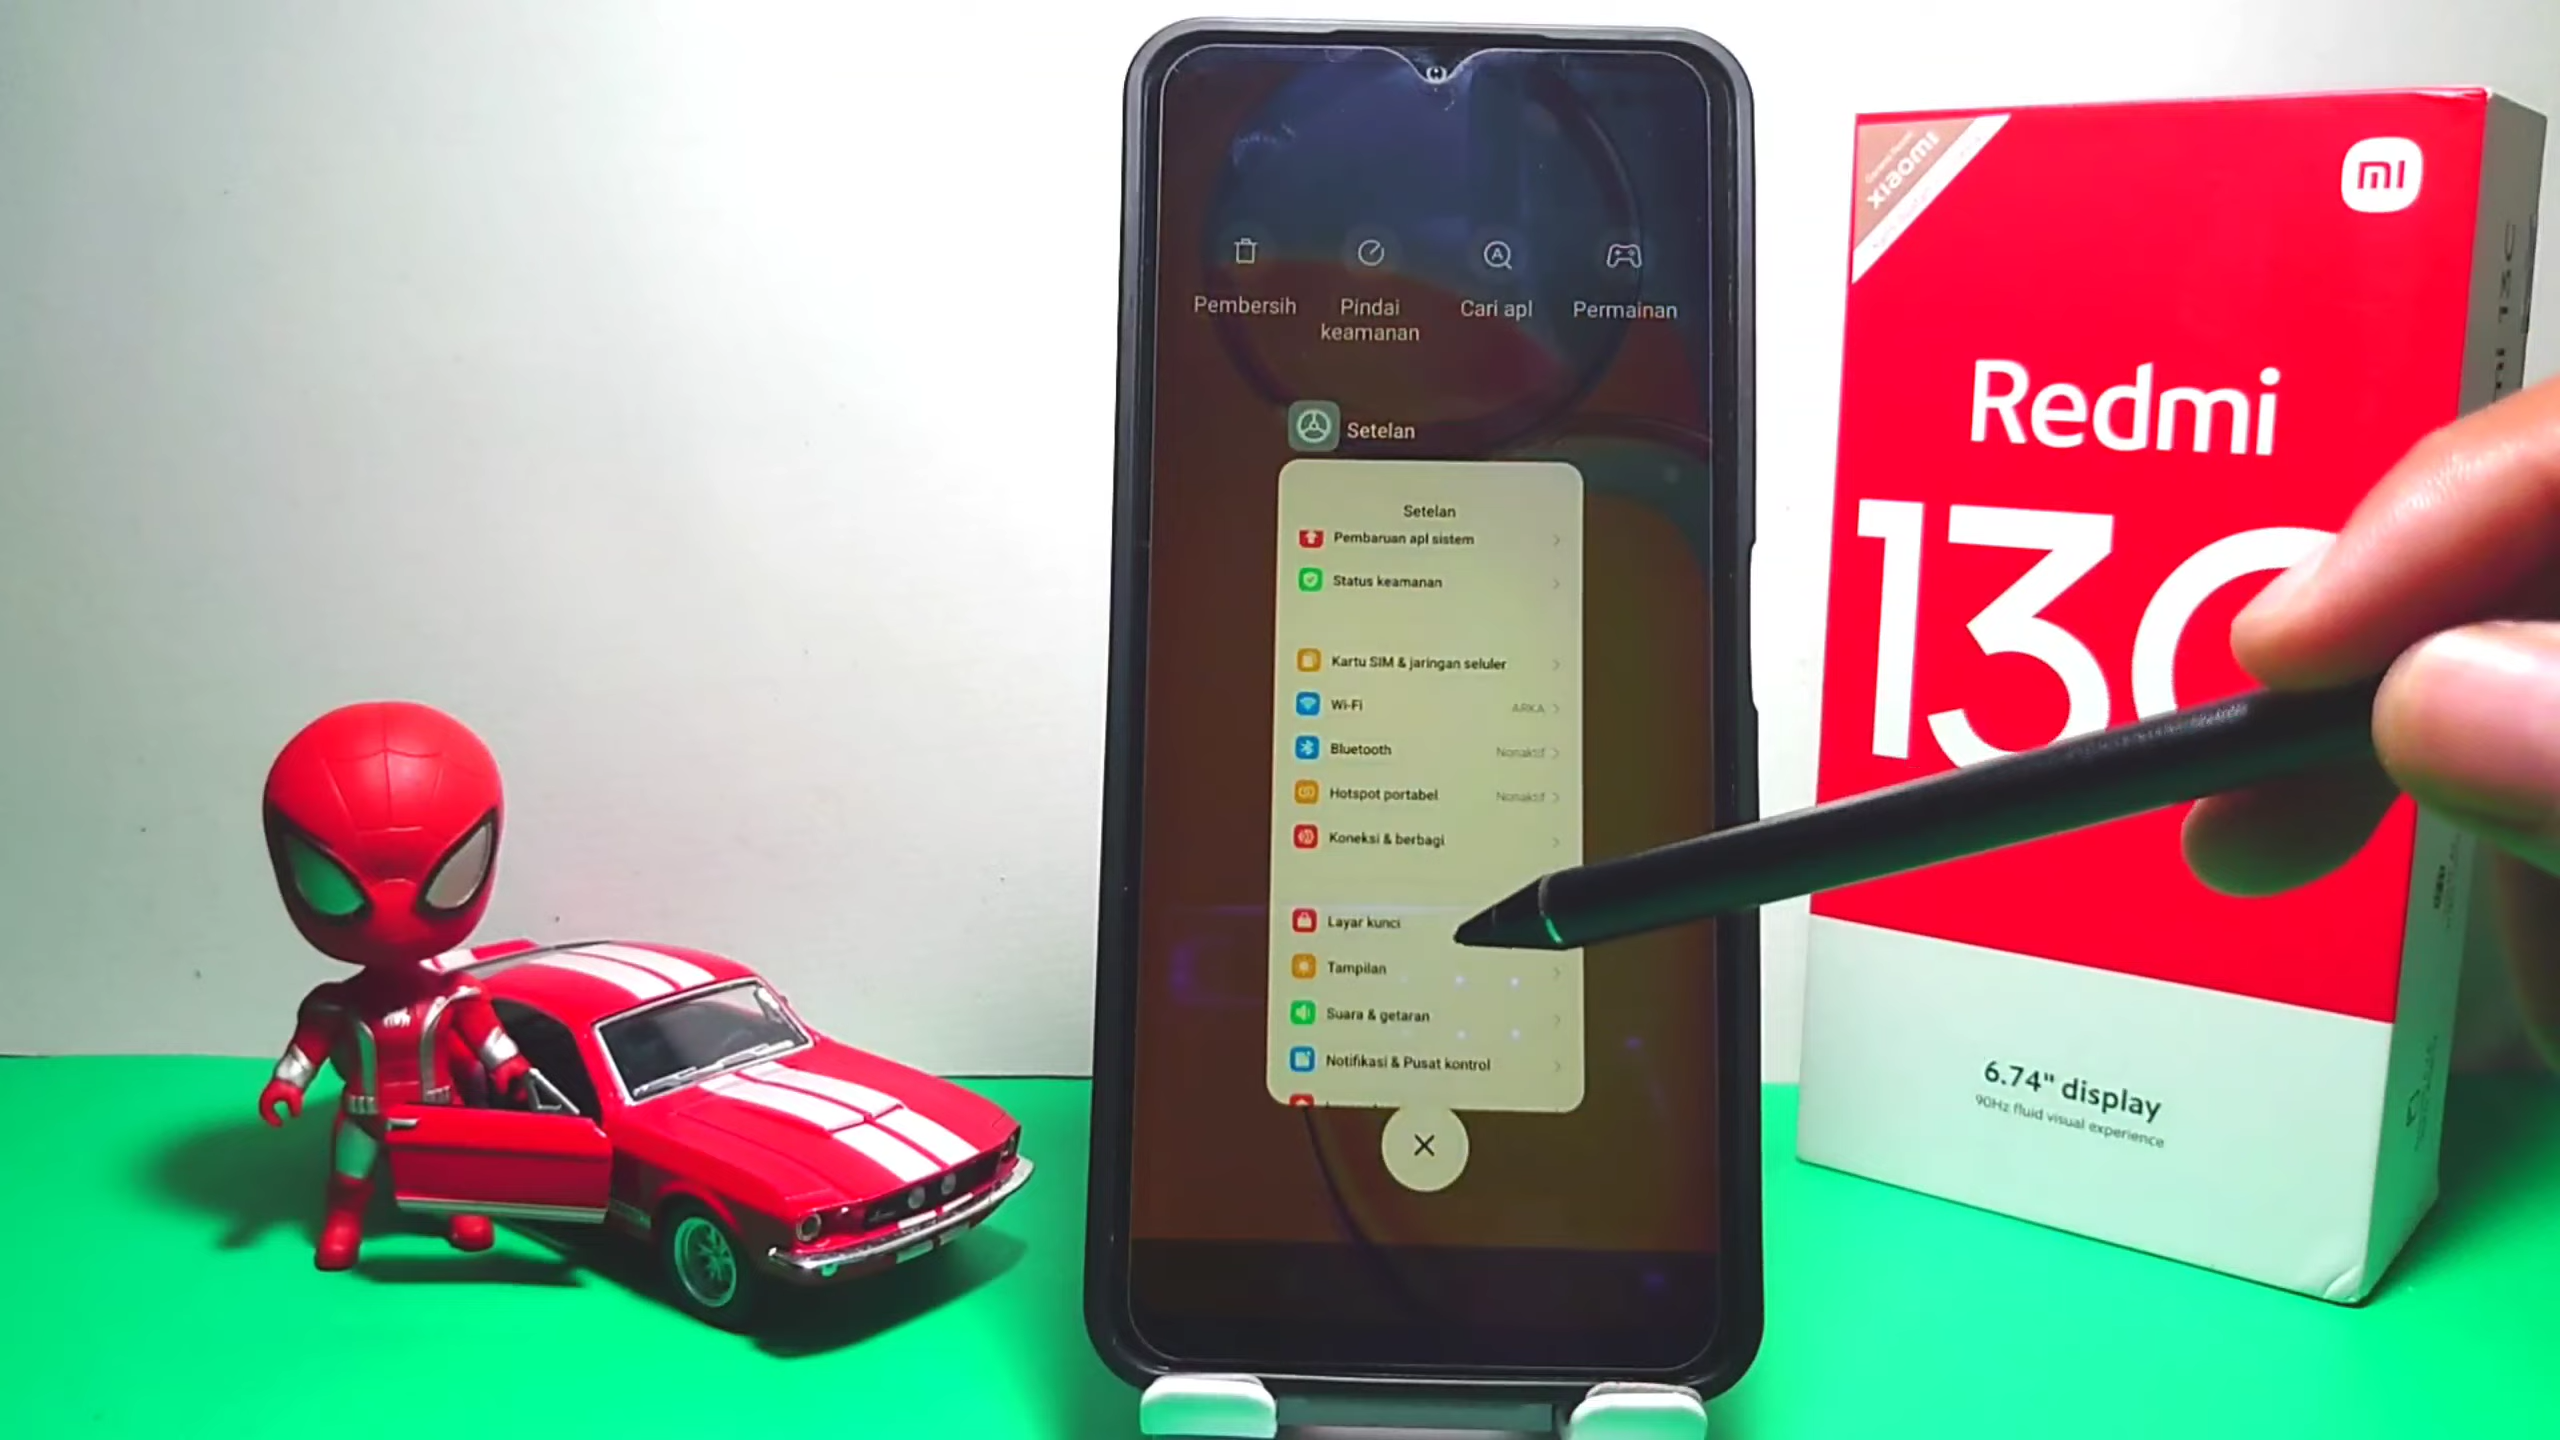 Pembersih
Pindai
keamanan
Cari apl
Permainan
Setelan
Setelan
Pembaruan apl sistem
Status keamanan
Kartu SIM & jaringan seluler
Wi-Fi
ARKA
Bluetooth
Nonaktif
Hotspot portabel
Nonaktif
Koneksi & berbagi
Layar kunci
Tampilan
Suara & getaran
Notifikasi & Pusat kontrol
xiaomi
mi
Redmi
13C
6.74" display
90Hz fluid visual experience